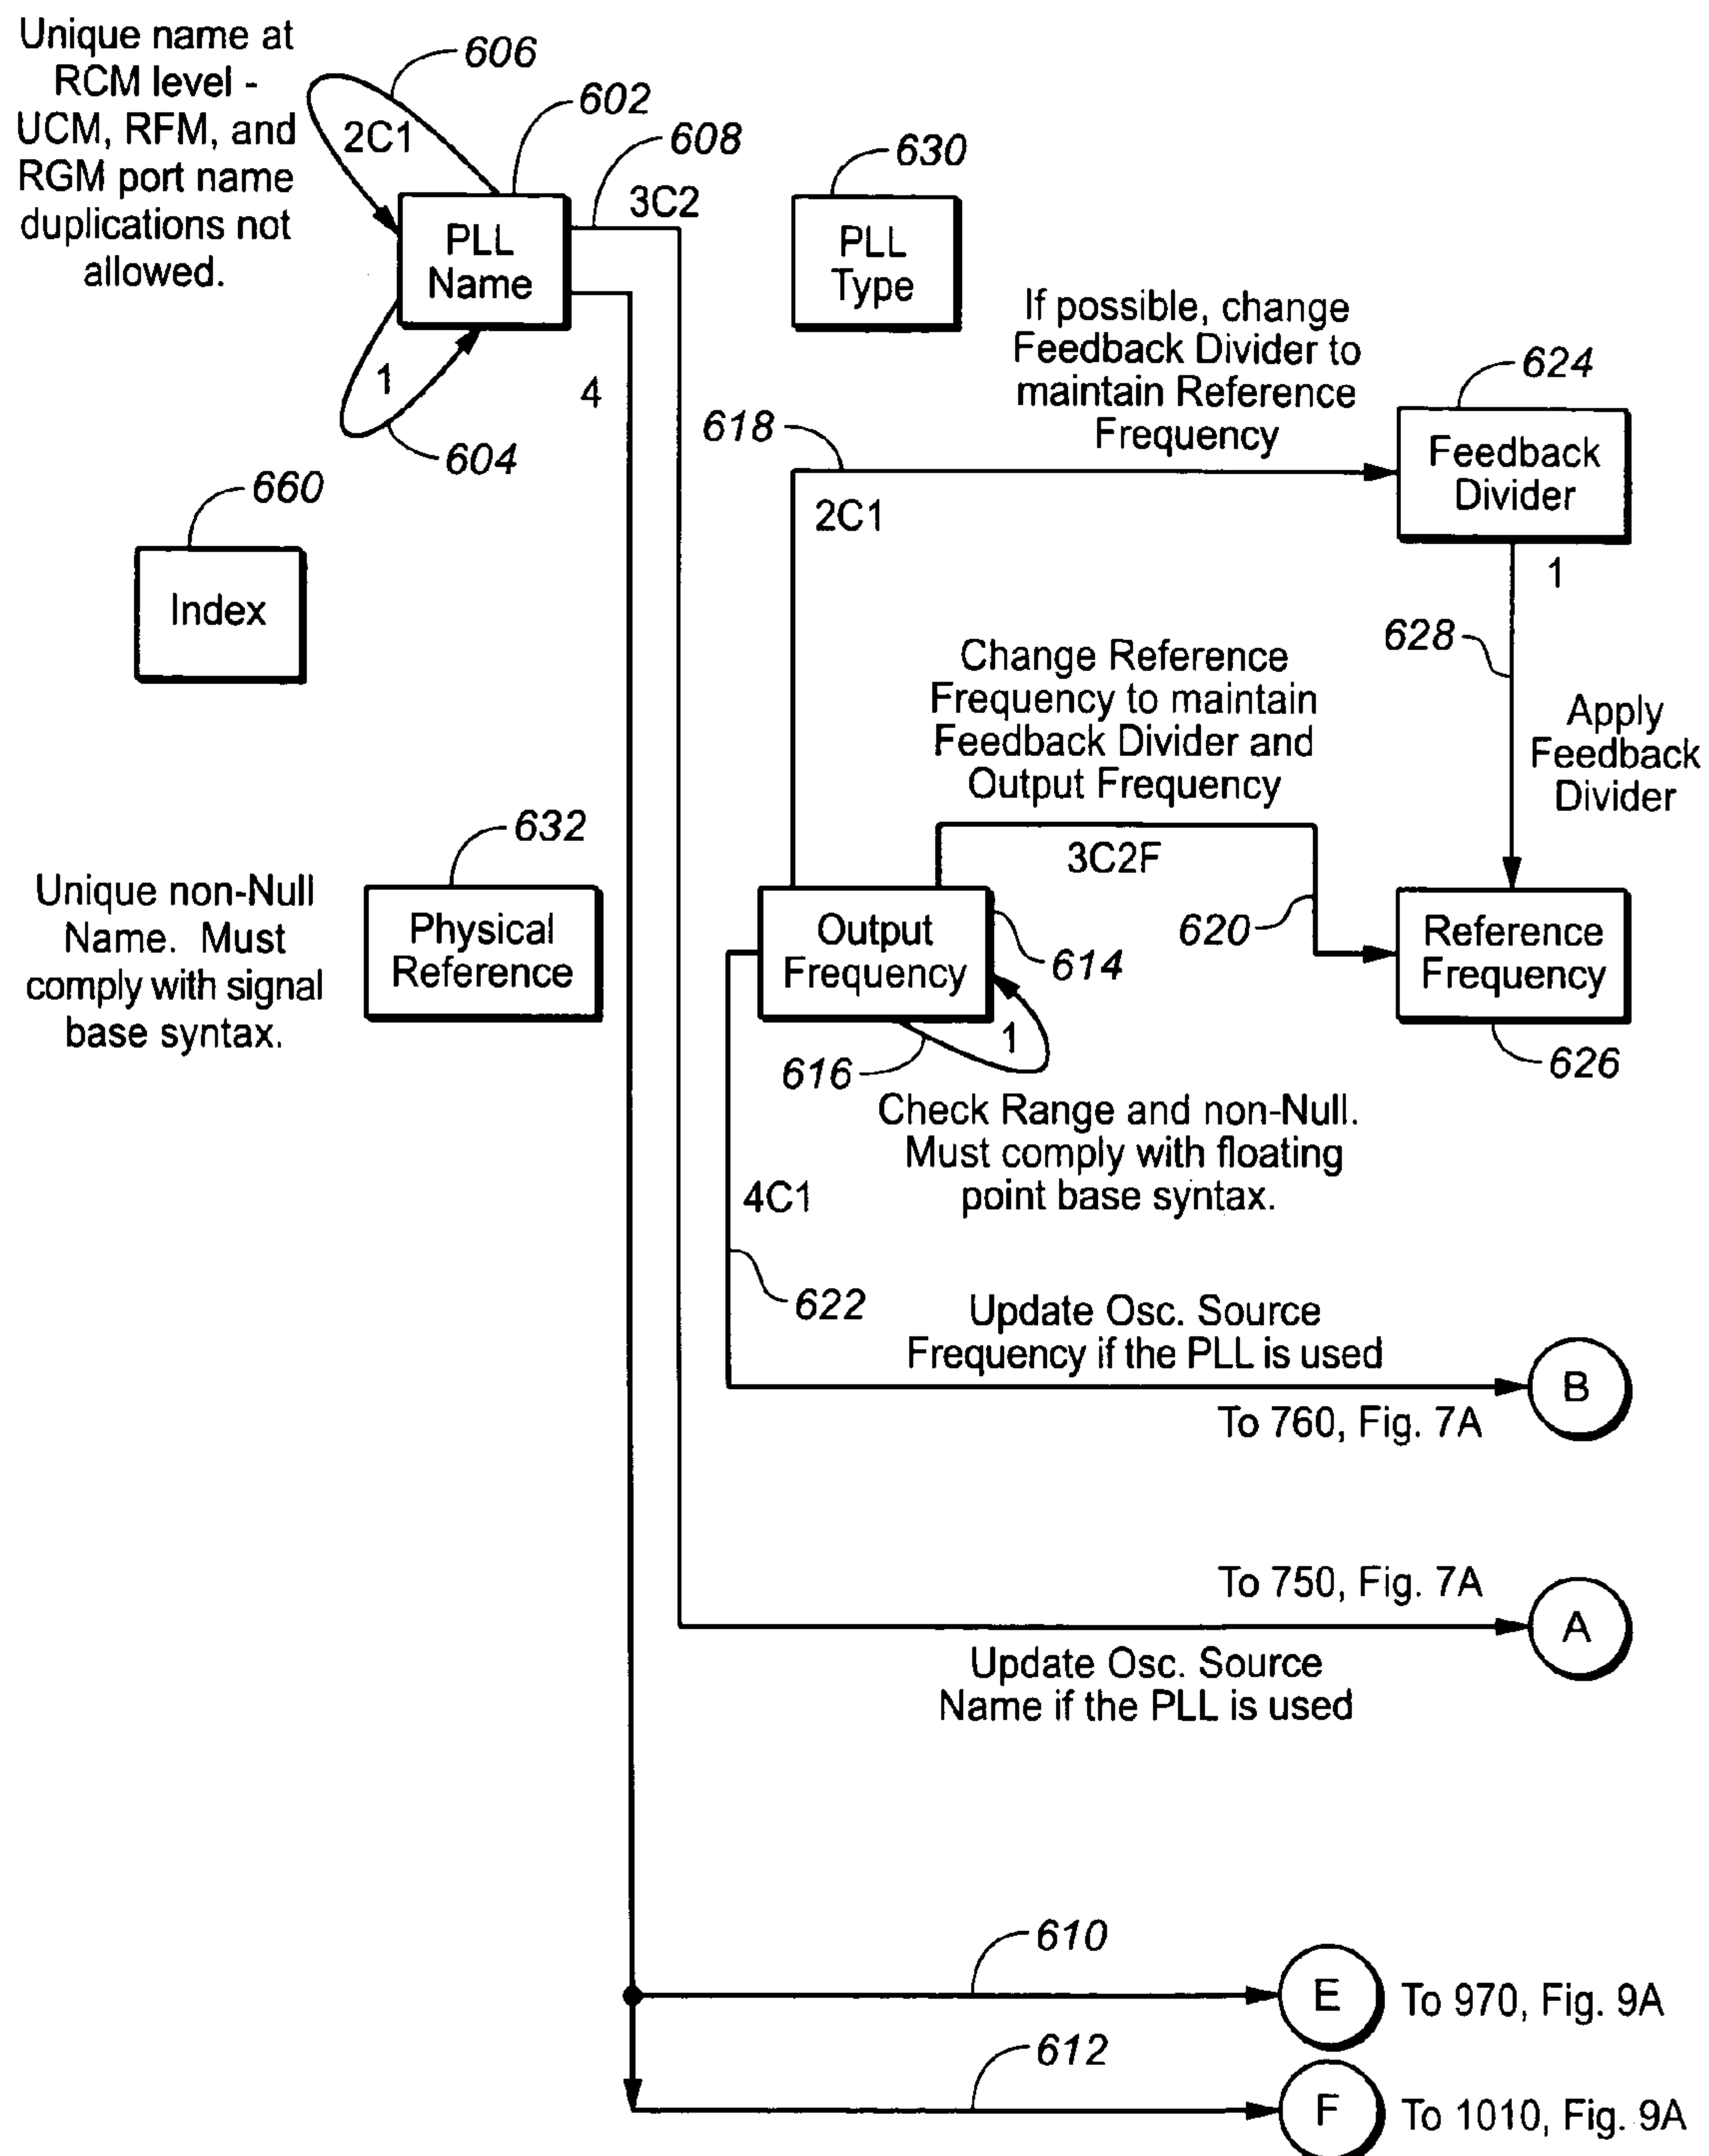 Unique name at
RCM level -
UCM, RFM, and
RGM port name
duplications not
allowed.
606
2C1
602
608
3C2
PLL
Name
1
604
4
630
PLL
Type
If possible, change
Feedback Divider to
maintain Reference
Frequency
618
2C1
624
Feedback
Divider
1
660
Index
628
Apply
Feedback
Divider
Change Reference
Frequency to maintain
Feedback Divider and
Output Frequency
3C2F
620
632
Unique non-Null
Name. Must
comply with signal
base syntax.
Physical
Reference
Output
Frequency
614
Reference
Frequency
626
1
616
Check Range and non-Null.
Must comply with floating
point base syntax.
4C1
622
Update Osc. Source
Frequency if the PLL is used
B
To 760, Fig. 7A
To 750, Fig. 7A
A
Update Osc. Source
Name if the PLL is used
610
E
To 970, Fig. 9A
612
F
To 1010, Fig. 9A